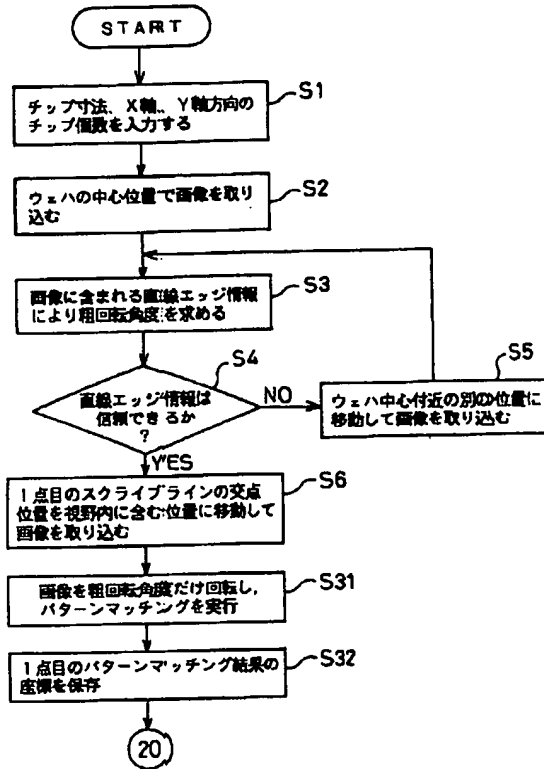 START
S1
チップ寸法、X軸、Y軸方向の
チップ個数を入力する
S2
ウェハの中心位置で画像を取り
込む
S3
画像に含まれる直線エッジ情報
により粗回転角度を求める
S4
直線エッジ情報は
信頼できるか
?
NO
S5
ウェハ中心付近の別の位置に
移動して画像を取り込む
YES
S6
1点目のスクライブラインの交点
位置を視野内に含む位置に移動して
画像を取り込む
S31
画像を粗回転角度だけ回転し,
パターンマッチングを実行
S32
1点目のパターンマッチング結果の
座標を保存
20